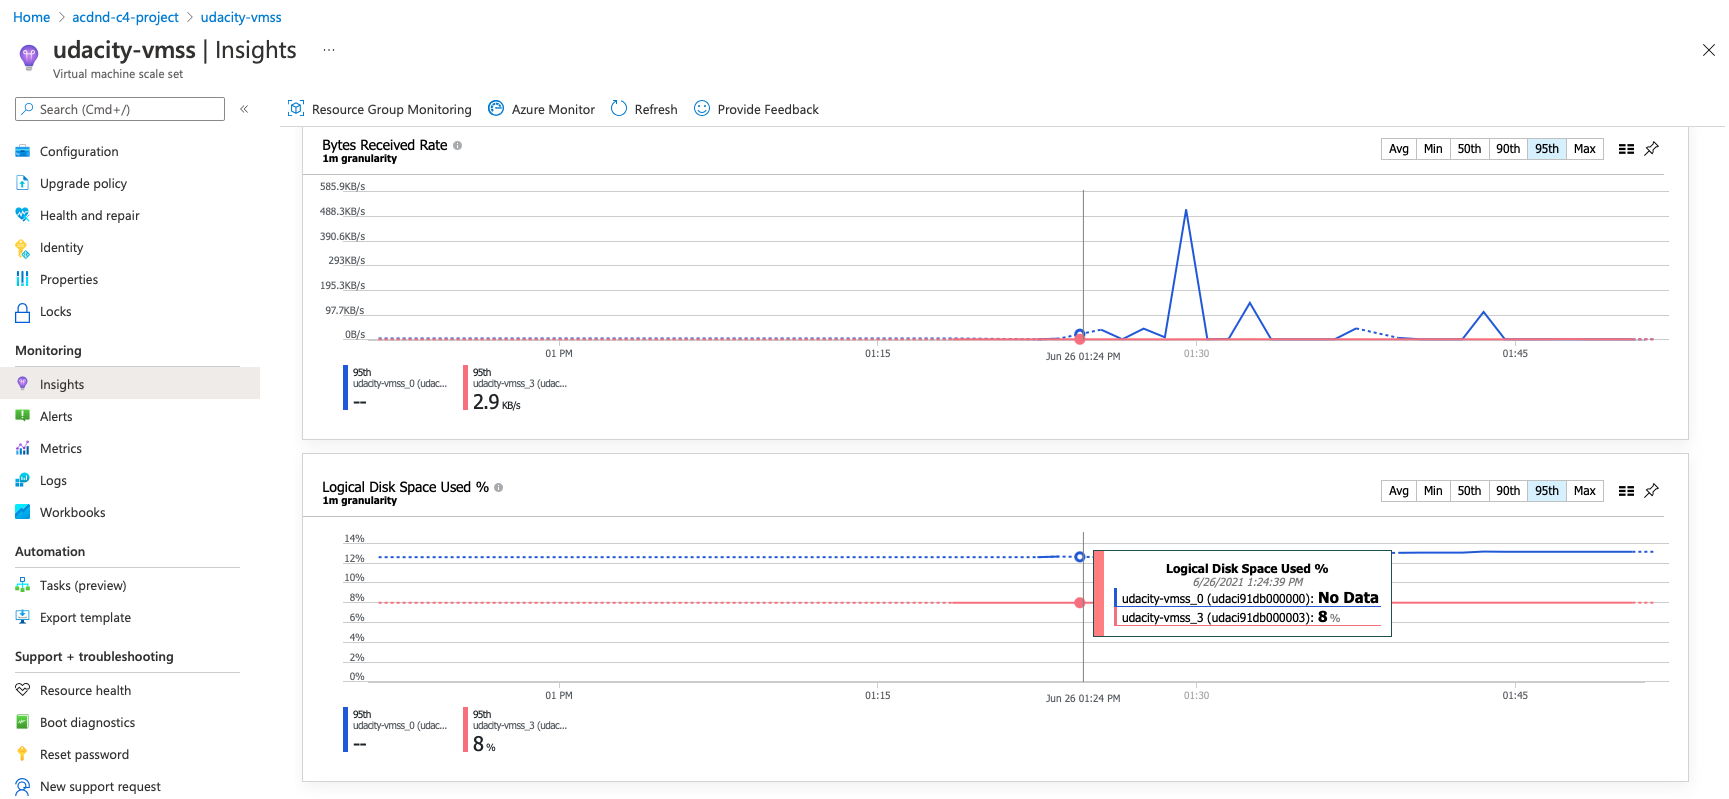 Home > acdnd-c4-project > udacity-vmss
udacity-vmss | Insights ...
Virtual machine scale set
Search (Cmd+/)
«
Configuration
Upgrade policy
Health and repair
Identity
Properties
Locks
Monitoring
Insights
Alerts
Metrics
Logs
Workbooks
Automation
Tasks (preview)
Export template
Support + troubleshooting
Resource health
Boot diagnostics
Reset password
New support request
Resource Group Monitoring Azure Monitor Refresh Provide Feedback
Bytes Received Rate
1m granularity
Avg Min 50th 90th 95th Max
585.9KB/s
488.3KB/s
390.6KB/s
293KB/s
195.3KB/s
97.7KB/s
0B/s
01 PM 01:15 Jun 26 01:24 PM 01:30 01:45
95th
udacity-vmss_0 (udac...
--
95th
udacity-vmss_3 (udac...
2.9 KB/s
Logical Disk Space Used %
1m granularity
Avg Min 50th 90th 95th Max
14%
12%
10%
8%
6%
4%
2%
0%
Logical Disk Space Used %
6/26/2021 1:24:39 PM
udacity-vmss_0 (udaci91db000000): No Data
udacity-vmss_3 (udaci91db000003): 8 %
01 PM 01:15 Jun 26 01:24 PM 01:30 01:45
95th
udacity-vmss_0 (udac...
--
95th
udacity-vmss_3 (udac...
8 %